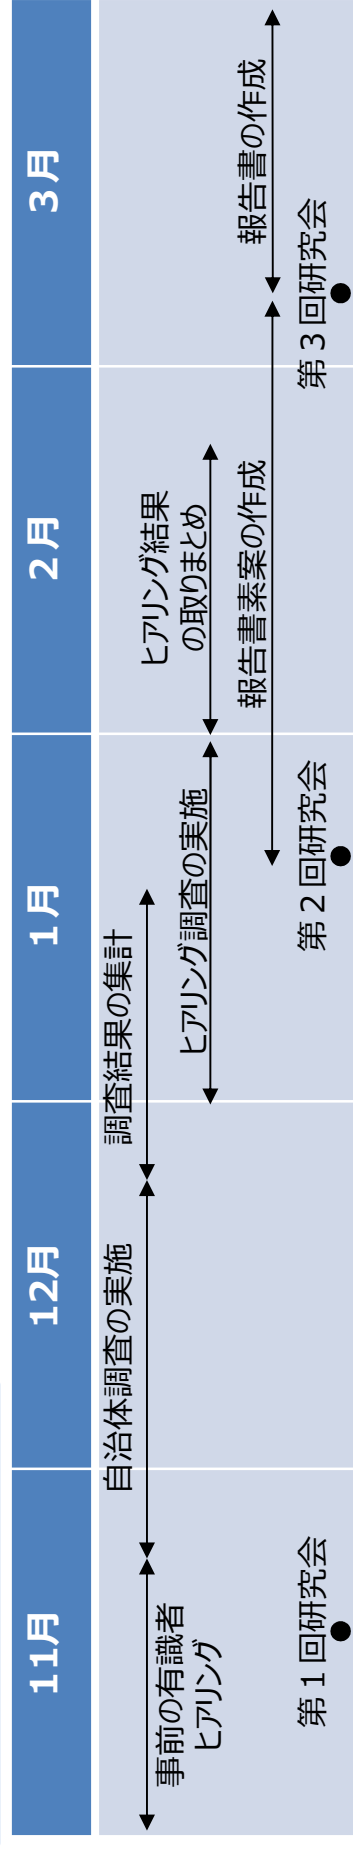 11月
12月
1月
2月
3月
自治体調査の実施
調査結果の集計
事前の有識者
ヒアリング
ヒアリング調査の実施
ヒアリング結果
の取りまとめ
報告書素案の作成
報告書の作成
第1回研究会
第2回研究会
第3回研究会